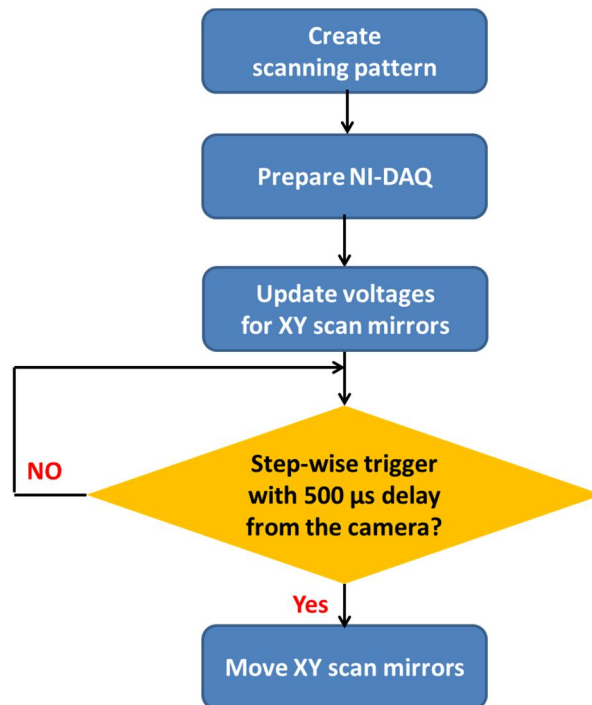 Create
scanning pattern
Prepare NI-DAQ
Update voltages
for XY scan mirrors
NO
Step-wise trigger
with 500 µs delay
from the camera?
Yes
Move XY scan mirrors